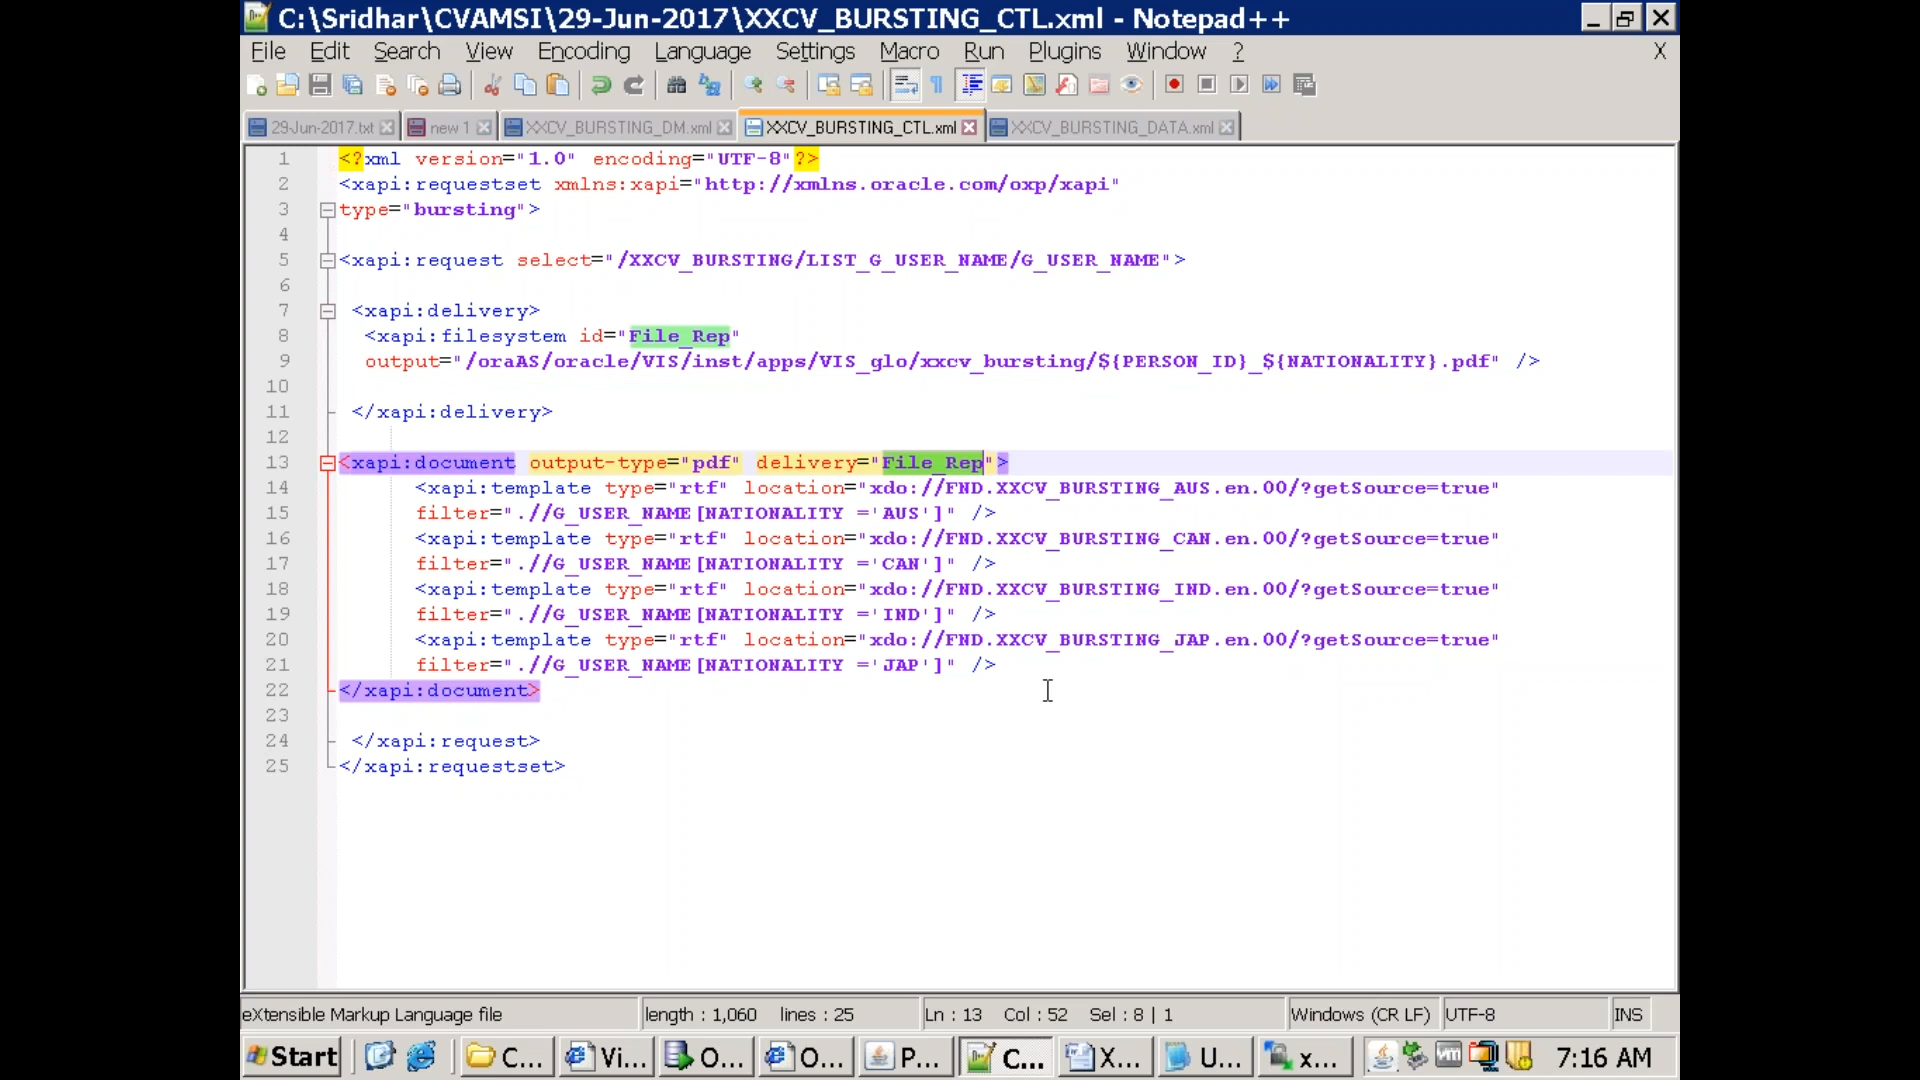 C:\Sridhar\CVAMSI\29-Jun-2017\XXCV_BURSTING_CTL.xml - Notepad++
File Edit Search View Encoding Language Settings Macro Run Plugins Window ? X
29-Jun-2017.txt new 1 XXCV_BURSTING_DM.xml XXCV_BURSTING_CTL.xml XXCV_BURSTING_DATA.xml
1 <?xml version="1.0" encoding="UTF-8"?>
2 <xapi:requestset xmlns:xapi="http://xmlns.oracle.com/oxp/xapi"
3 type="bursting">
4
5 <xapi:request select="/XXCV_BURSTING/LIST_G_USER_NAME/G_USER_NAME">
6
7 <xapi:delivery>
8 <xapi:filesystem id="File_Rep"
9 output="/oraAS/oracle/VIS/inst/apps/VIS_glo/xxcv_bursting/${PERSON_ID}_${NATIONALITY}.pdf" />
10
11 </xapi:delivery>
12
13 <xapi:document output-type="pdf" delivery="File_Rep">
14 <xapi:template type="rtf" location="xdo://FND.XXCV_BURSTING_AUS.en.00/?getSource=true"
15 filter=".//G_USER_NAME[NATIONALITY ='AUS']" />
16 <xapi:template type="rtf" location="xdo://FND.XXCV_BURSTING_CAN.en.00/?getSource=true"
17 filter=".//G_USER_NAME[NATIONALITY ='CAN']" />
18 <xapi:template type="rtf" location="xdo://FND.XXCV_BURSTING_IND.en.00/?getSource=true"
19 filter=".//G_USER_NAME[NATIONALITY ='IND']" />
20 <xapi:template type="rtf" location="xdo://FND.XXCV_BURSTING_JAP.en.00/?getSource=true"
21 filter=".//G_USER_NAME[NATIONALITY ='JAP']" />
22 </xapi:document>
23
24 </xapi:request>
25 </xapi:requestset>
eXtensible Markup Language file length : 1,060 lines : 25 Ln : 13 Col : 52 Sel : 8 | 1 Windows (CR LF) UTF-8 INS
Start C... Vi... O... O... P... C... X... U... x... 7:16 AM